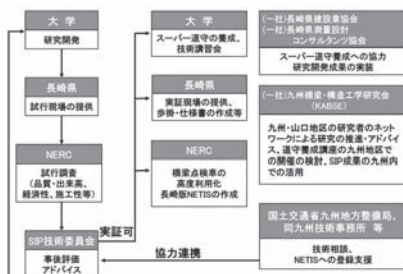 大 学
研究開発
長崎県
試行現場の提供
NERC
試行調査
(品質・出来高、
経済性、施工性等)
SIP技術委員会
事後評価
アドバイス
実証可
大 学
スーパー道守の養成、
技術講習会
長崎県
実証現場の提供、
歩掛・仕様書の作成等
NERC
橋梁点検車の
高度利用化
長崎版NETISの作成
協力連携
(一社)長崎県建設業協会
(一社)長崎県測量設計
コンサルタンツ協会
スーパー道守への協力
研究開発成果の実装
(一社)九州橋梁・構造工学研究会
(KABSE)
九州・山口地区の研究者のネット
ワークによる研究の推進・アドバイ
ス、道守養成講座の九州地区で
の開催の検討、SIP成果の九州内
での活用
国土交通省九州地方整備局、
同九州技術事務所 等
技術相談、
NETISへの登録支援